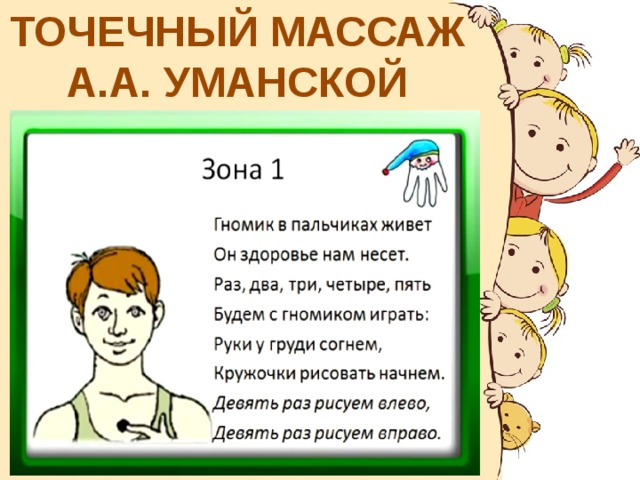 ТОЧЕЧНЫЙ МАССАЖ
А.А. УМАНСКОЙ
Зона 1
Гномик в пальчиках живет
Он здоровье нам несет.
Раз, два, три, четыре, пять
Будем с гномиком играть:
Руки у груди согнем,
Кружочки рисовать начнем.
Девять раз рисуем влево,
Девять раз рисуем вправо.